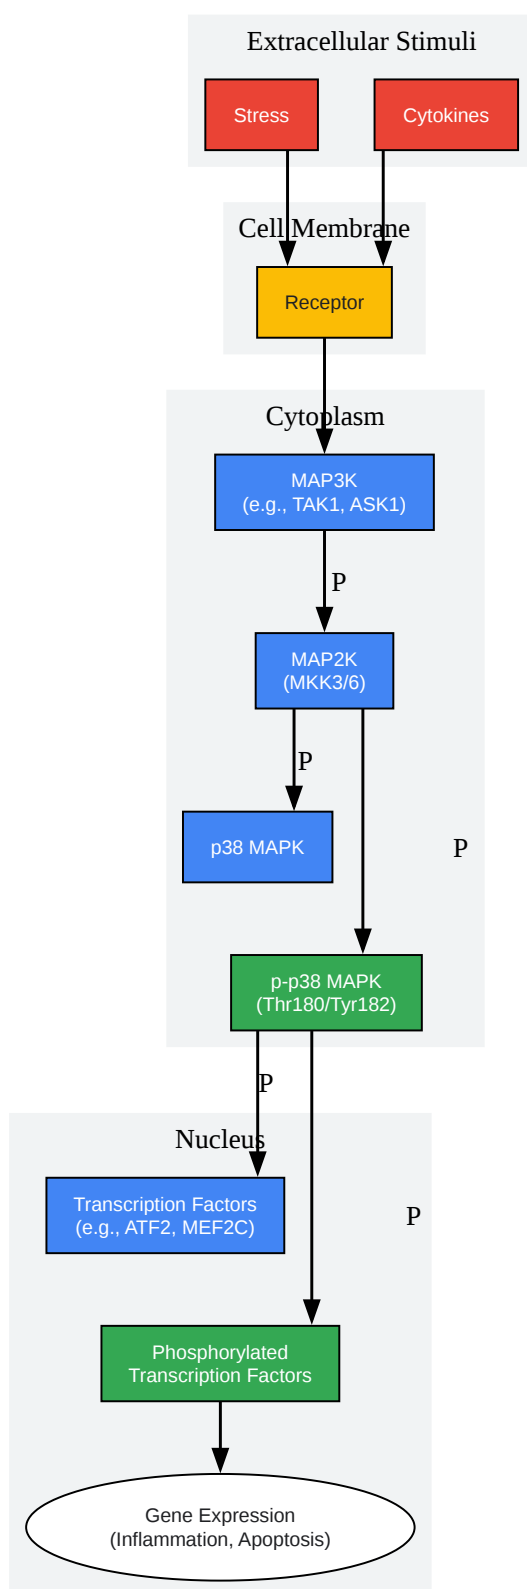 Extracellular Stimuli
Stress
Cytokines
Cell Membrane
Receptor
Cytoplasm
MAP3K
(e.g., TAK1, ASK1)
P
MAP2K
(MKK3/6)
P
p38 MAPK
P
p-p38 MAPK
(Thr180/Tyr182)
P
Nucleus
Transcription Factors
(e.g., ATF2, MEF2C)
P
Phosphorylated
Transcription Factors
Gene Expression
(Inflammation, Apoptosis)